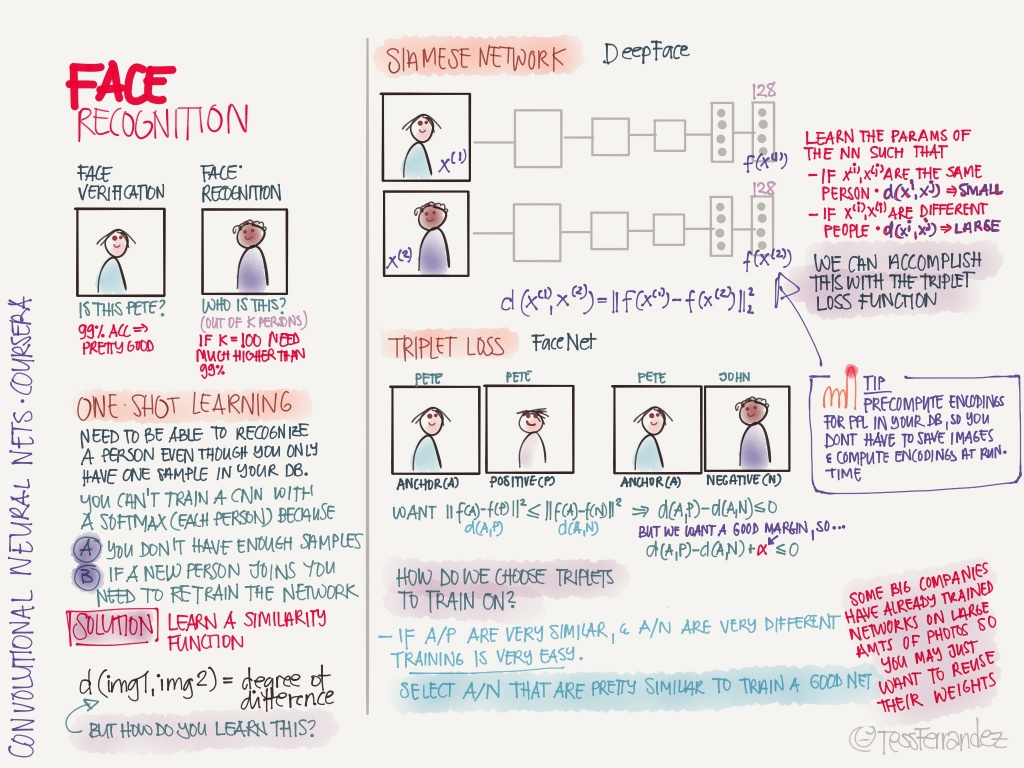 CONVOLUTIONAL NEURAL NETS · COURSERA
FACE
RECOGNITION
FACE
VERIFICATION
IS THIS PETE?
99% ACC ⇒
PRETTY GOOD
FACE·
RECOGNITION
WHO IS THIS?
(OUT OF K PERSONS)
IF K=100 NEED
MUCH HIGHER THAN
99%
ONE·SHOT LEARNING
NEED TO BE ABLE TO RECOGNIZE
A PERSON EVEN THOUGH YOU ONLY
HAVE ONE SAMPLE IN YOUR DB.
YOU CAN'T TRAIN A CNN WITH
A SOFTMAX (EACH PERSON) BECAUSE
A YOU DON'T HAVE ENOUGH SAMPLES
B IF A NEW PERSON JOINS YOU
NEED TO RETRAIN THE NETWORK
SOLUTION LEARN A SIMILARITY
FUNCTION
d(img1, img2) = degree of
difference
BUT HOW DO YOU LEARN THIS?
SIAMESE NETWORK DeepFace
x⁽¹⁾
128
f(x⁽¹⁾)
x⁽²⁾
128
f(x⁽²⁾)
d(x⁽¹⁾, x⁽²⁾) = ‖f(x⁽¹⁾) - f(x⁽²⁾)‖²₂
LEARN THE PARAMS OF
THE NN SUCH THAT
- IF x⁽ⁱ⁾, x⁽ʲ⁾ ARE THE SAME
PERSON · d(xⁱ, xʲ) ⇒ SMALL
- IF x⁽ⁱ⁾, x⁽ʲ⁾ ARE DIFFERENT
PEOPLE · d(xⁱ, xʲ) ⇒ LARGE
WE CAN ACCOMPLISH
THIS WITH THE TRIPLET
LOSS FUNCTION
TIP
PRECOMPUTE ENCODINGS
FOR PPL IN YOUR DB, SO YOU
DONT HAVE TO SAVE IMAGES
& COMPUTE ENCODINGS AT RUN-
TIME
TRIPLET LOSS FaceNet
PETE PETE PETE JOHN
ANCHOR (A) POSITIVE (P) ANCHOR (A) NEGATIVE (N)
WANT ‖f(A)-f(P)‖² ≤ ‖f(A)-f(N)‖² ⇒ d(A,P)-d(A,N) ≤ 0
d(A,P) d(A,N)
BUT WE WANT A GOOD MARGIN, SO...
d(A,P)-d(A,N)+α ≤ 0
HOW DO WE CHOOSE TRIPLETS
TO TRAIN ON?
- IF A/P ARE VERY SIMILAR, & A/N ARE VERY DIFFERENT
TRAINING IS VERY EASY.
SELECT A/N THAT ARE PRETTY SIMILAR TO TRAIN A GOOD NET
SOME BIG COMPANIES
HAVE ALREADY TRAINED
NETWORKS ON LARGE
AMTS OF PHOTOS SO
YOU MAY JUST
WANT TO REUSE
THEIR WEIGHTS
© TessFerrandez